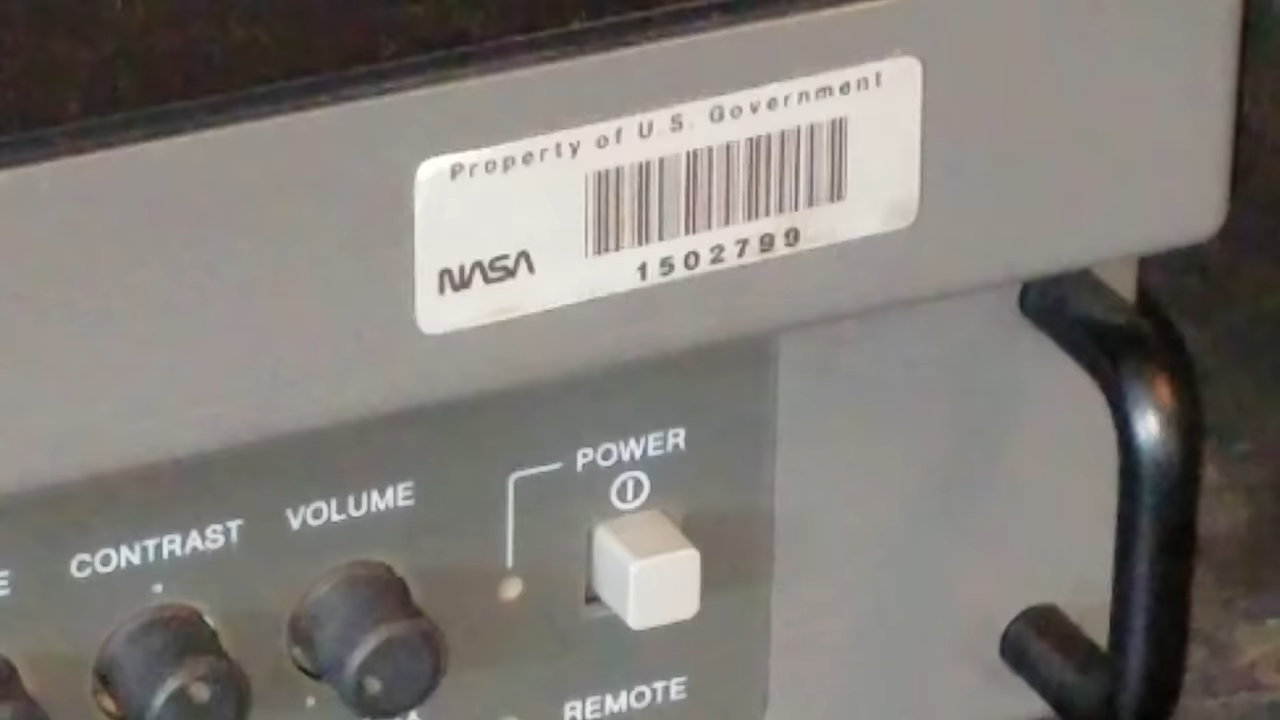 Property of U.S. Government
NASA
1502799
POWER
VOLUME
CONTRAST
E
REMOTE